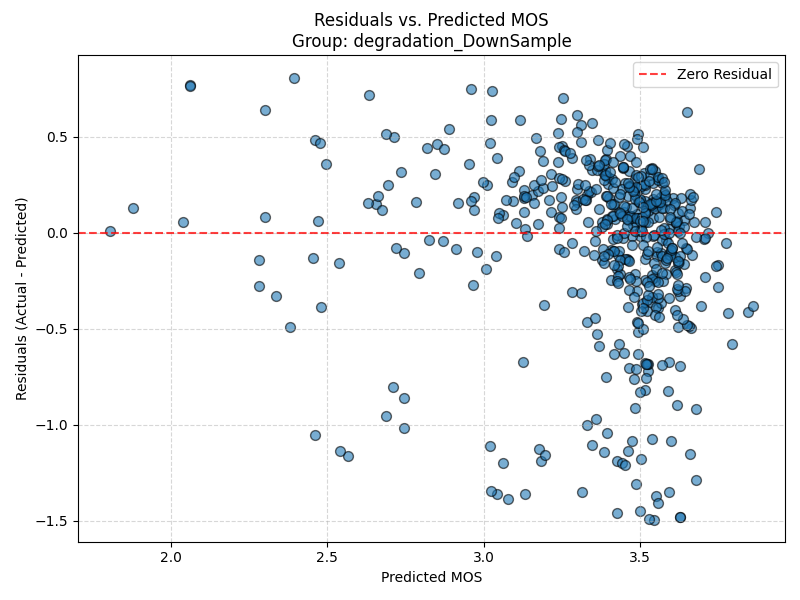 Residuals vs. Predicted MOS
Group: degradation_DownSample
Zero Residual
Residuals (Actual - Predicted)
0.5
0.0
−0.5
−1.0
−1.5
2.0
2.5
3.0
3.5
Predicted MOS